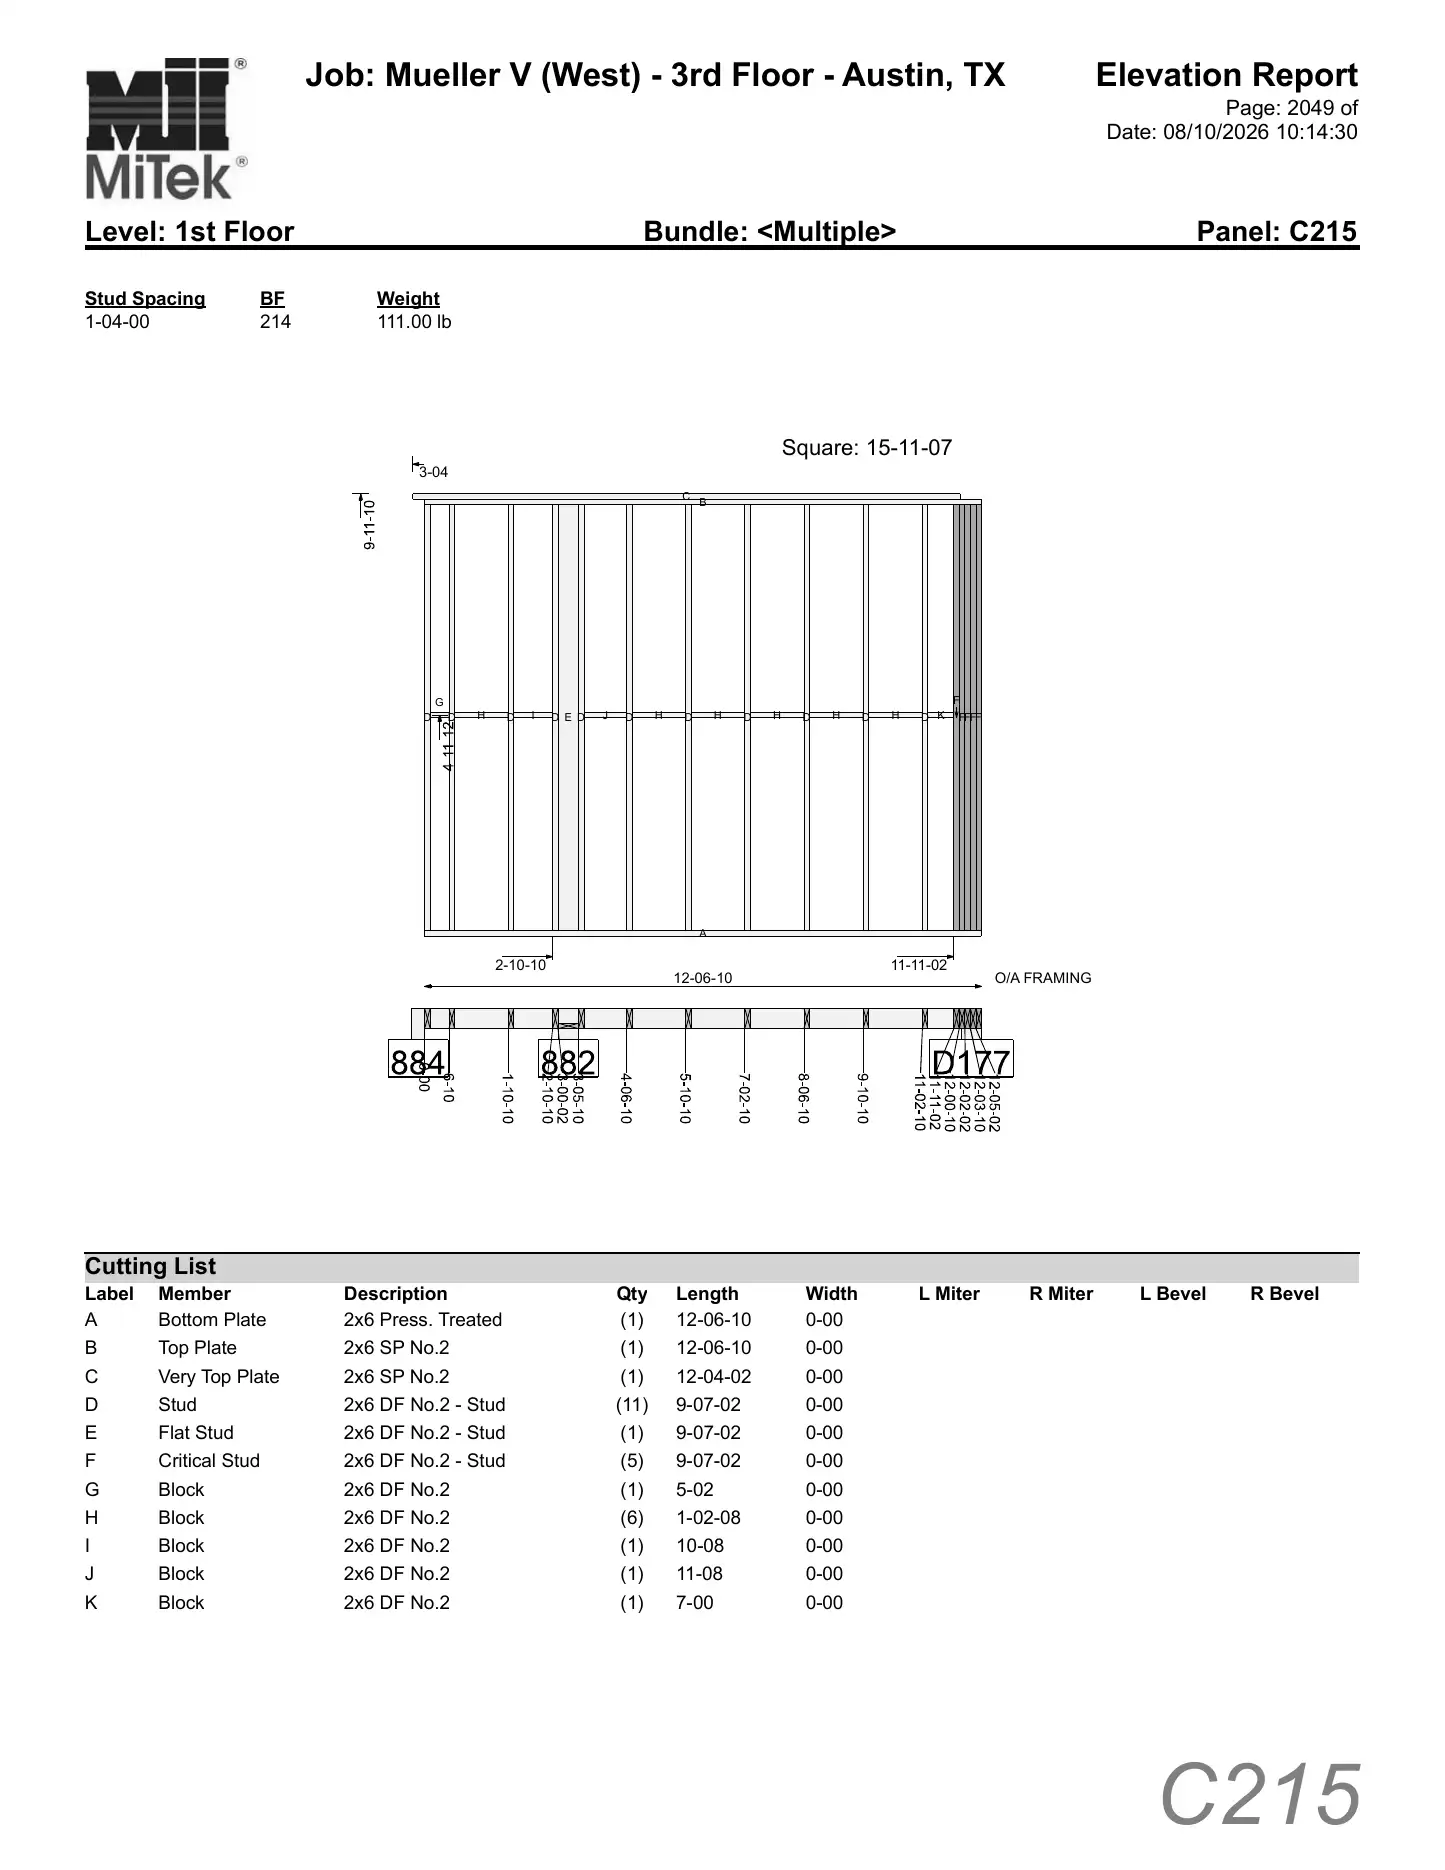 Job: Mueller V (West) - 3rd Floor - Austin, TX
Elevation Report
Page: 2049 of
Date: 08/10/2026 10:14:30
MiTek®
Level: 1st Floor Bundle: <Multiple> Panel: C215
Stud Spacing BF Weight
1-04-00 214 111.00 lb
Square: 15-11-07
3-04
9-11-10
C
B
G H I E J H H H H H K F
4-11-12
A
2-10-10 11-11-02
12-06-10 O/A FRAMING
884 882 D177
6-10 1-10-10 2-10-10 3-00-02 3-05-10 4-06-10 5-10-10 7-02-10 8-06-10 9-10-10 11-02-10 11-11-02 12-00-10 12-02-02 12-03-10 12-05-02
Cutting List
Label Member Description Qty Length Width L Miter R Miter L Bevel R Bevel
A Bottom Plate 2x6 Press. Treated (1) 12-06-10 0-00
B Top Plate 2x6 SP No.2 (1) 12-06-10 0-00
C Very Top Plate 2x6 SP No.2 (1) 12-04-02 0-00
D Stud 2x6 DF No.2 - Stud (11) 9-07-02 0-00
E Flat Stud 2x6 DF No.2 - Stud (1) 9-07-02 0-00
F Critical Stud 2x6 DF No.2 - Stud (5) 9-07-02 0-00
G Block 2x6 DF No.2 (1) 5-02 0-00
H Block 2x6 DF No.2 (6) 1-02-08 0-00
I Block 2x6 DF No.2 (1) 10-08 0-00
J Block 2x6 DF No.2 (1) 11-08 0-00
K Block 2x6 DF No.2 (1) 7-00 0-00
C215